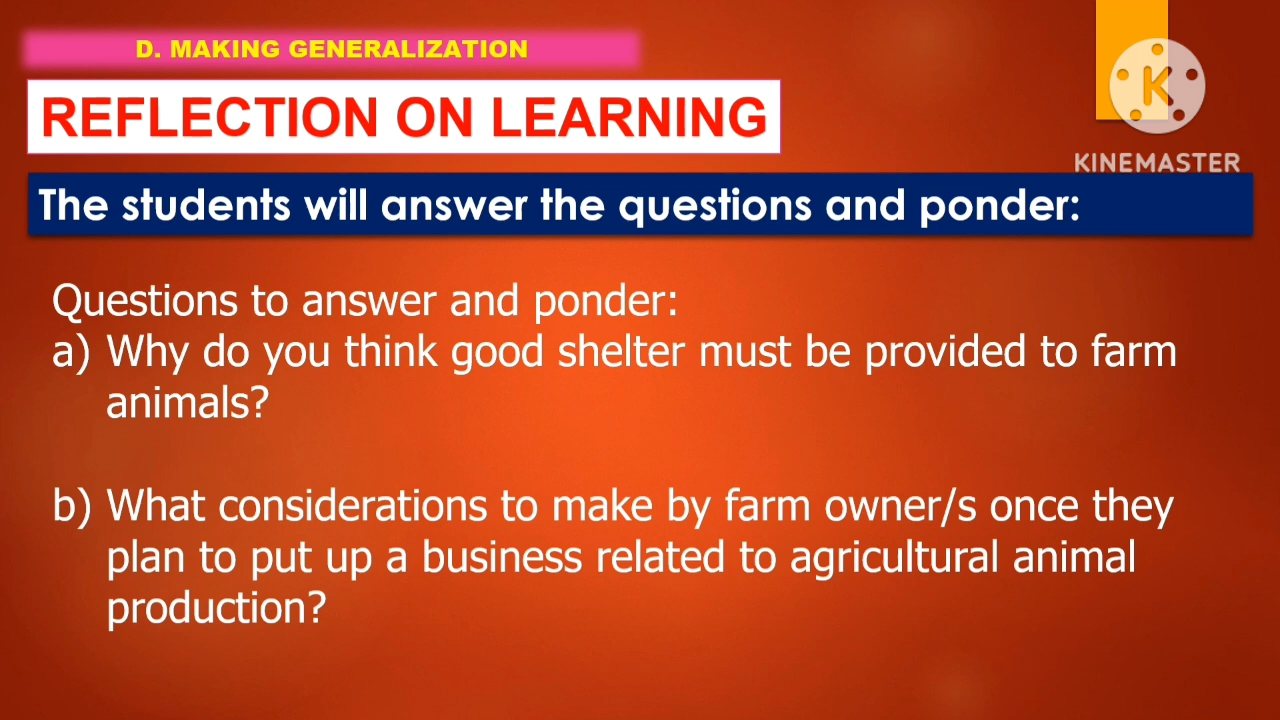 D. MAKING GENERALIZATION
REFLECTION ON LEARNING
K
KINEMASTER
The students will answer the questions and ponder:
Questions to answer and ponder:
a) Why do you think good shelter must be provided to farm
animals?
b) What considerations to make by farm owner/s once they
plan to put up a business related to agricultural animal
production?